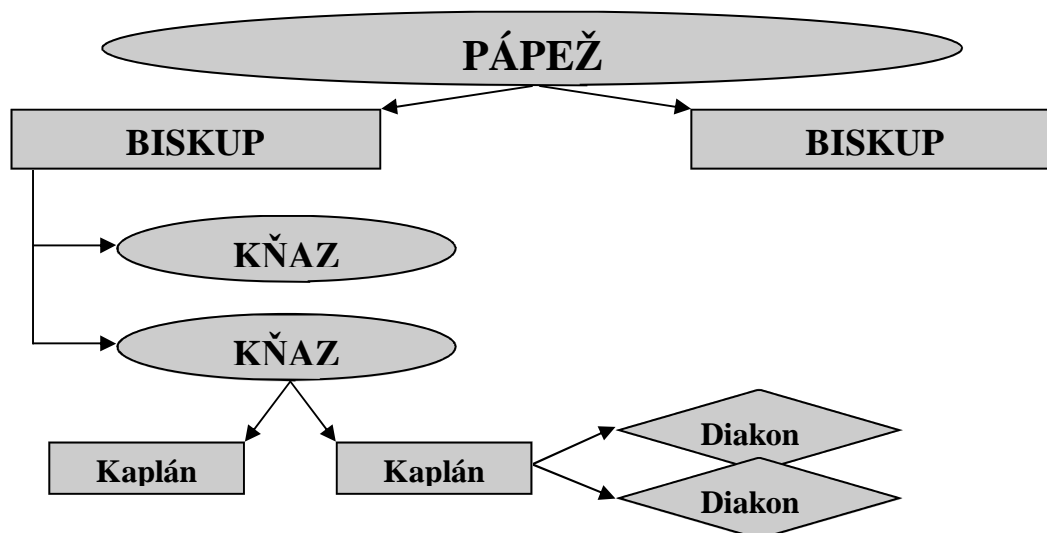 PÁPEŽ
BISKUP
BISKUP
KŇAZ
KŇAZ
Kaplán
Kaplán
Diakon
Diakon